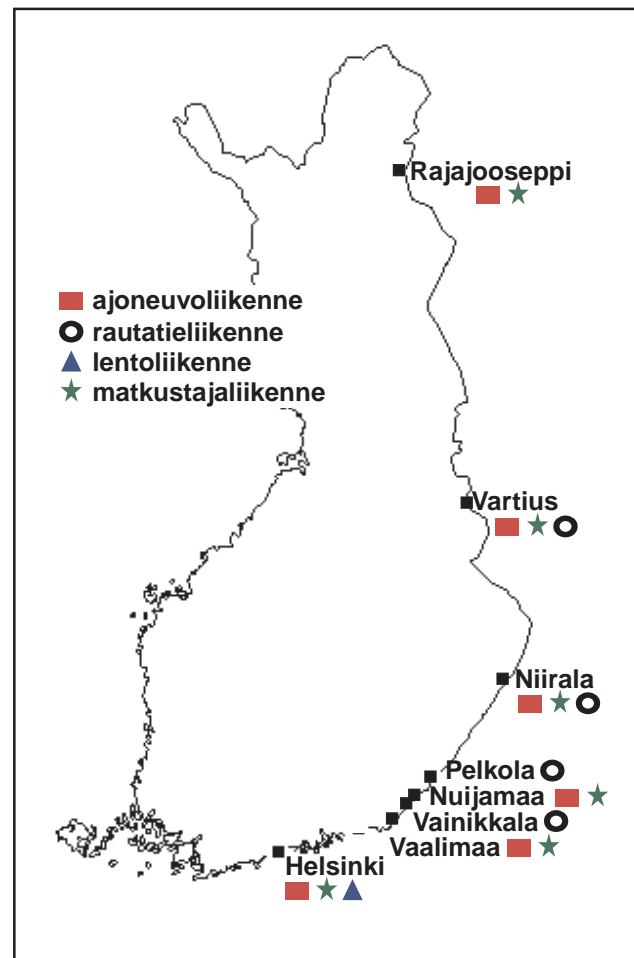 Rajajooseppi
ajoneuvoliikenne
rautatieliikenne
lentoliikenne
matkustajaliikenne
Vartius
Niirala
Pelkola
Nuijamaa
Vainikkala
Vaalimaa
Helsinki